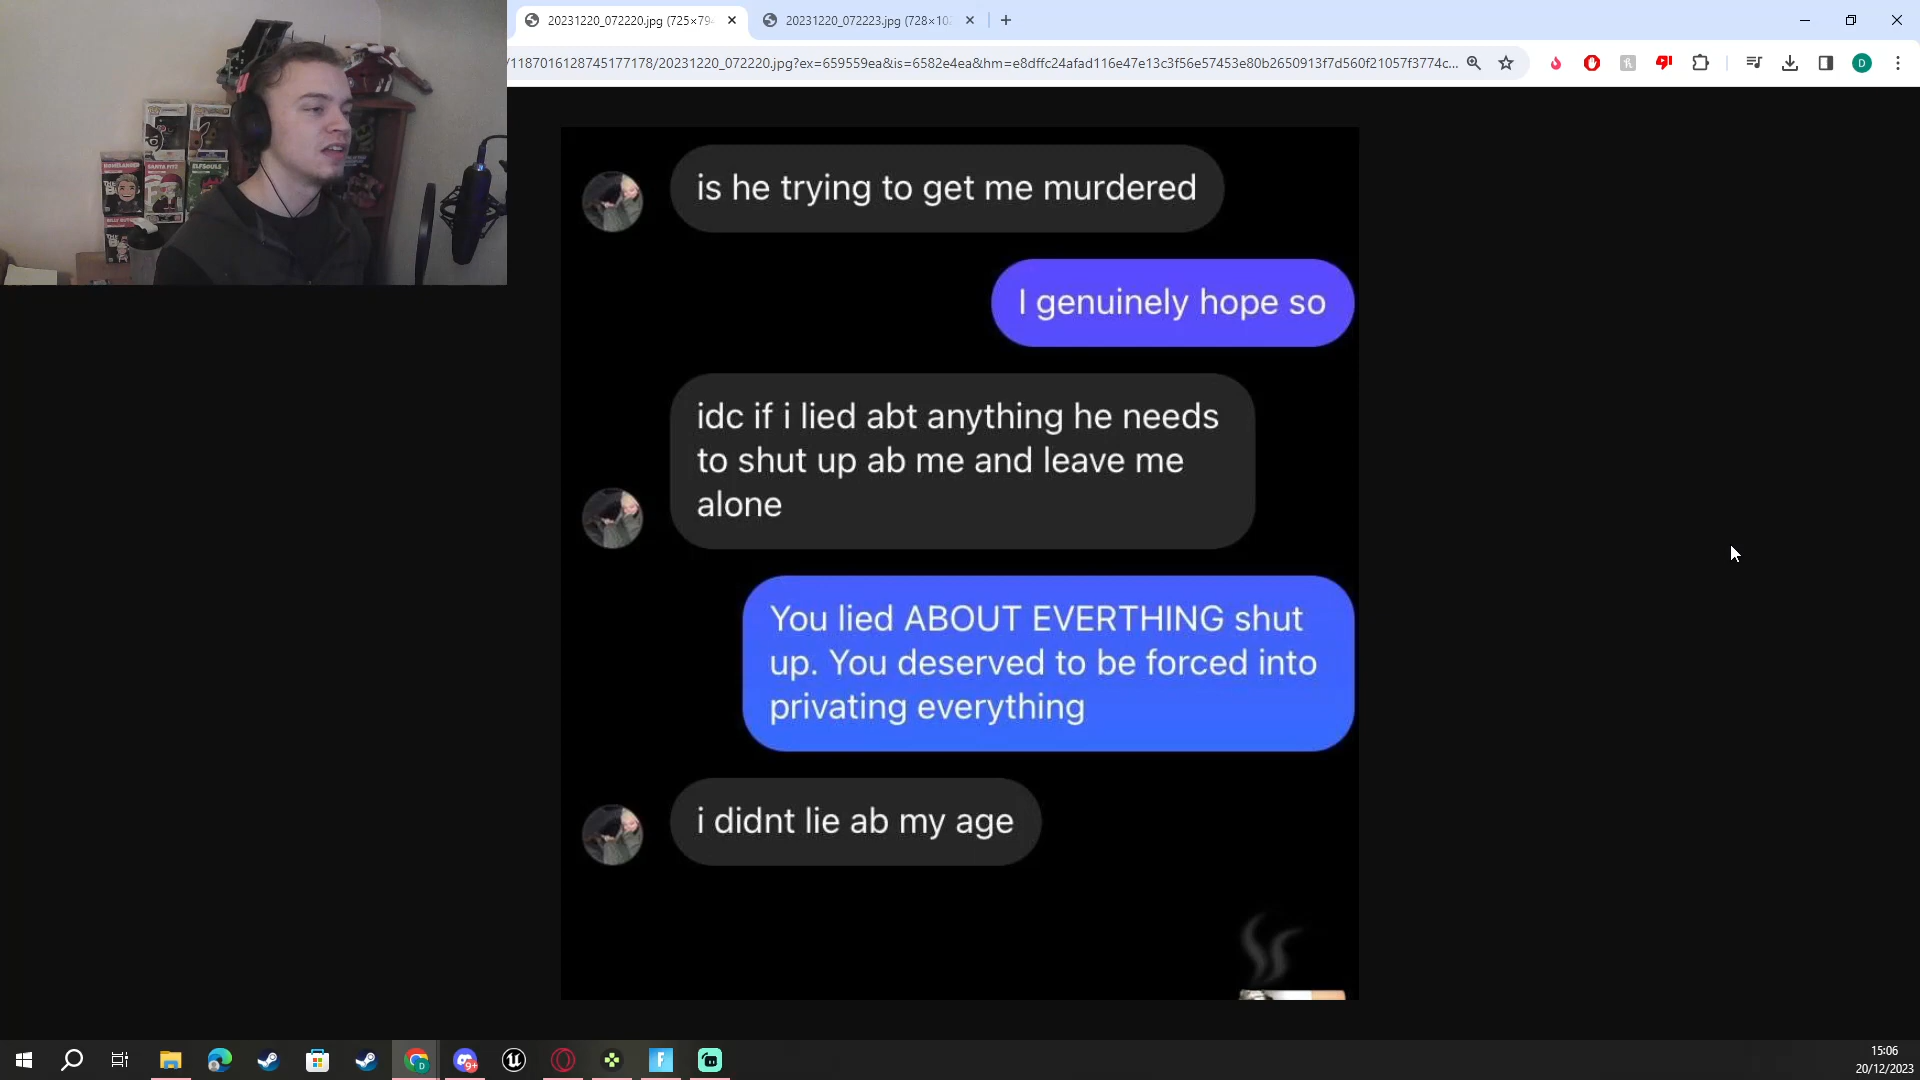 20231220_072220.jpg (725×79
20231220_072223.jpg (728×10
/1187016128745177178/20231220_072220.jpg?ex=659559ea&is=6582e4ea&hm=e8dffc24afad116e47e13c3f56e57453e80b2650913f7d560f21057f3774c...
D
is he trying to get me murdered
I genuinely hope so
idc if i lied abt anything he needs
to shut up ab me and leave me
alone
You lied ABOUT EVERTHING shut
up. You deserved to be forced into
privating everything
i didnt lie ab my age
9+
15:06
20/12/2023